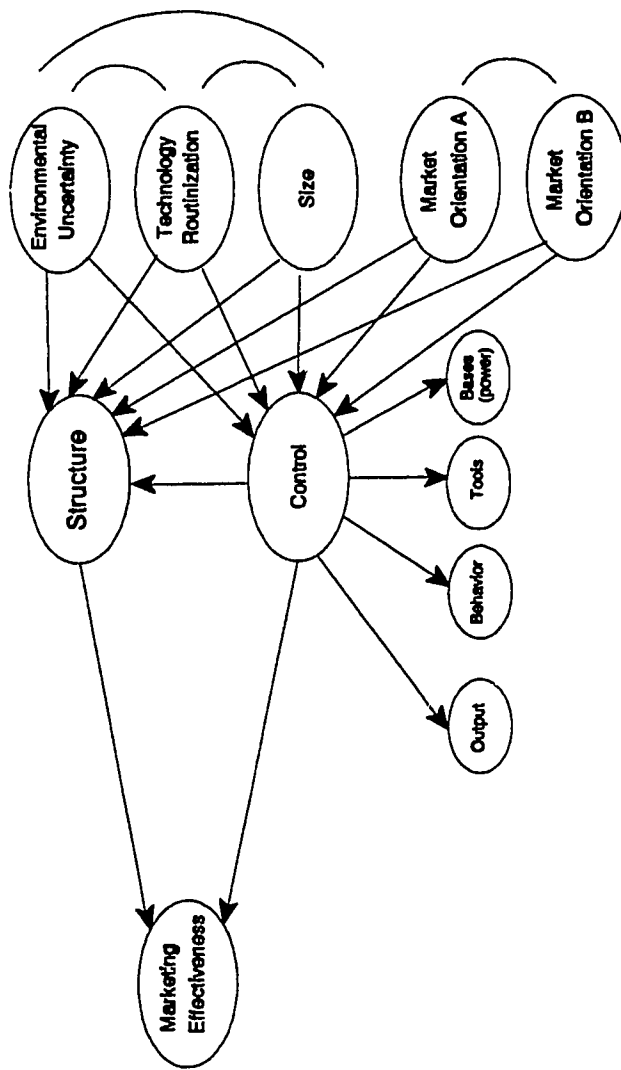 Environmental
Uncertainty
Technology
Routinization
Size
Market
Orientation A
Market
Orientation B
Structure
Control
Bases
(power)
Tools
Behavior
Output
Marketing
Effectiveness